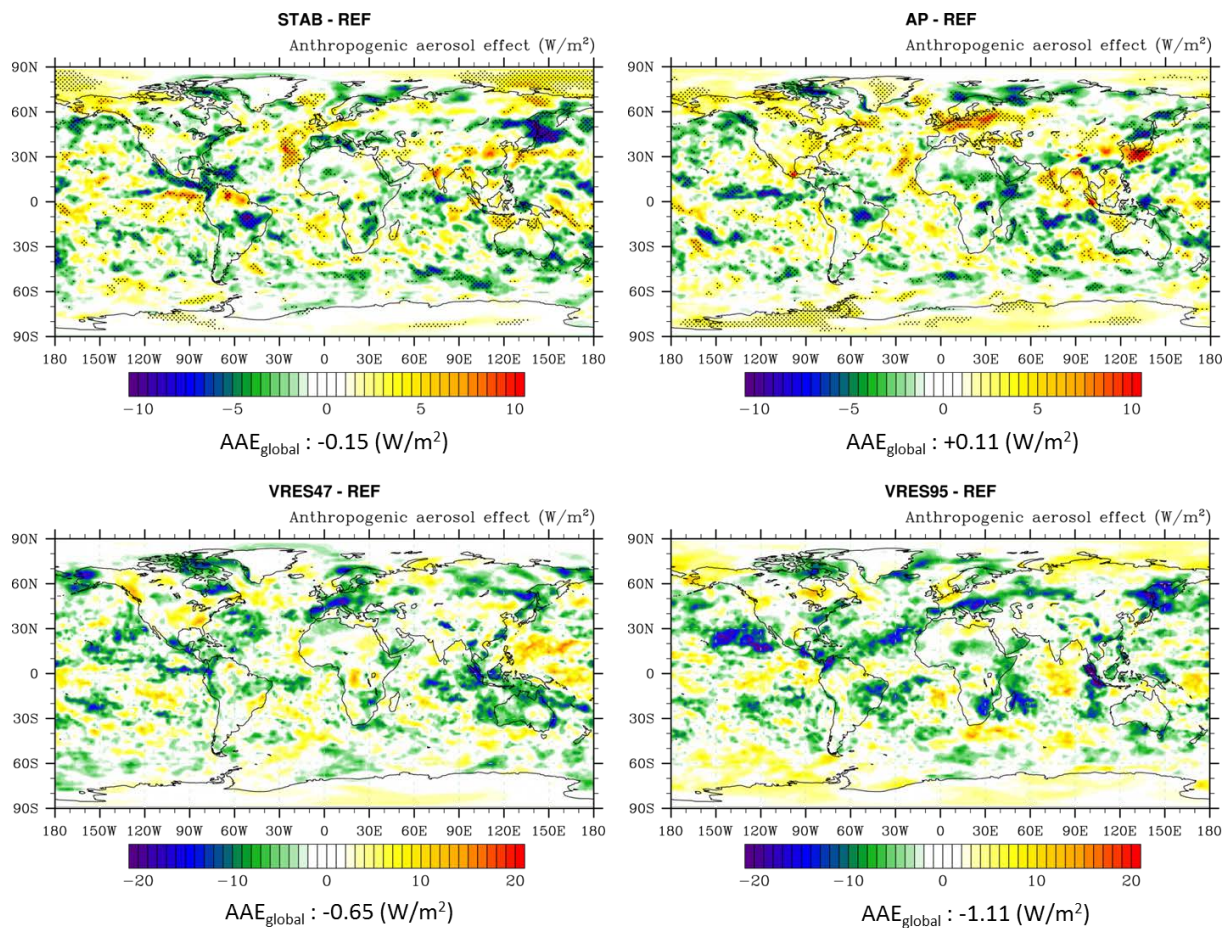 STAB - REF
Anthropogenic aerosol effect (W/m²)
90N
60N
30N
0
30S
60S
90S
180 150W 120W 90W 60W 30W 0 30E 60E 90E 120E 150E 180
−10 −5 0 5 10
AAEglobal : -0.15 (W/m²)
AP - REF
Anthropogenic aerosol effect (W/m²)
90N
60N
30N
0
30S
60S
90S
180 150W 120W 90W 60W 30W 0 30E 60E 90E 120E 150E 180
−10 −5 0 5 10
AAEglobal : +0.11 (W/m²)
VRES47 - REF
Anthropogenic aerosol effect (W/m²)
90N
60N
30N
0
30S
60S
90S
180 150W 120W 90W 60W 30W 0 30E 60E 90E 120E 150E 180
−20 −10 0 10 20
AAEglobal : -0.65 (W/m²)
VRES95 - REF
Anthropogenic aerosol effect (W/m²)
90N
60N
30N
0
30S
60S
90S
180 150W 120W 90W 60W 30W 0 30E 60E 90E 120E 150E 180
−20 −10 0 10 20
AAEglobal : -1.11 (W/m²)